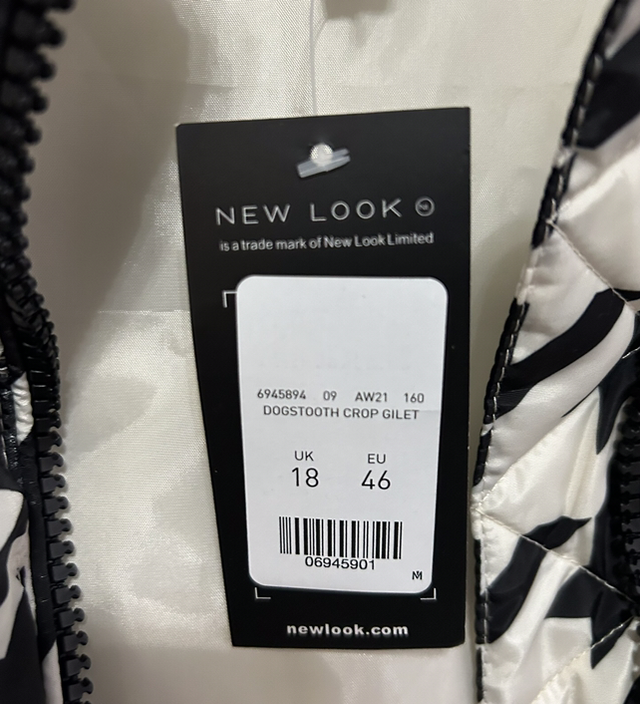 NEW LOOK
is a trade mark of New Look Limited
6945894 09 AW21 160
DOGSTOOTH CROP GILET
UK EU
18 46
06945901
newlook.com